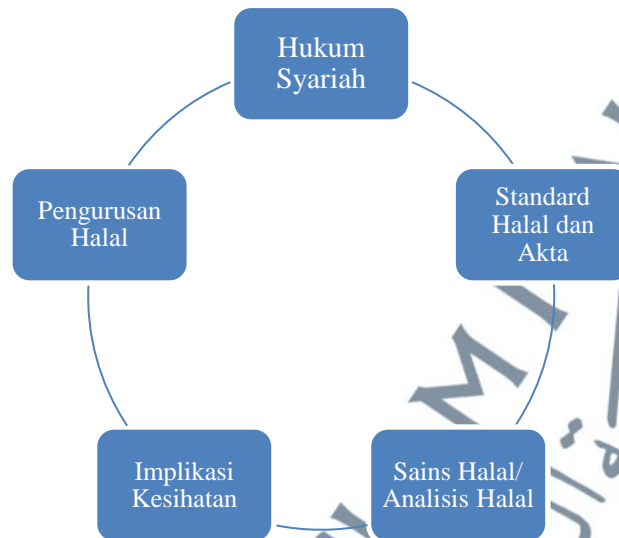 Hukum
Syariah
Standard
Halal dan
Akta
Sains Halal/
Analisis Halal
Implikasi
Kesihatan
Pengurusan
Halal